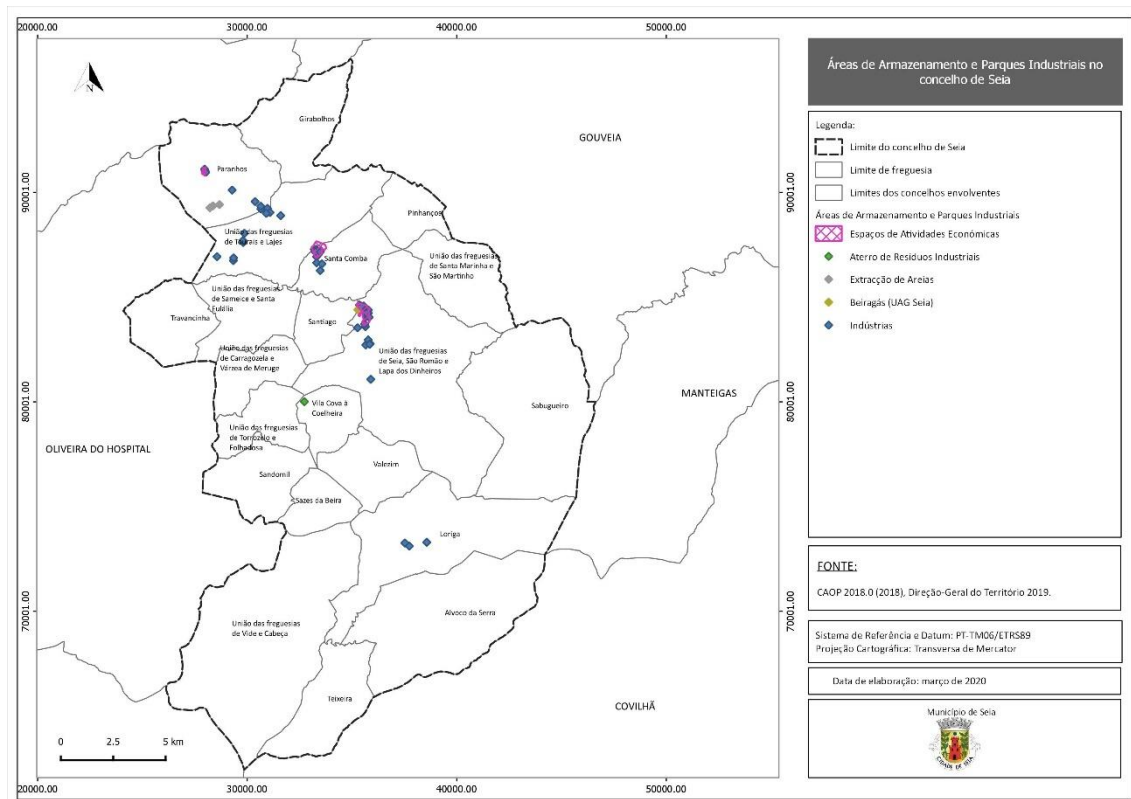 20000.00
30000.00
40000.00
50000.00
Áreas de Armazenamento e Parques Industriais no
concelho de Seia
N
Girabolhos
GOUVEIA
Legenda:
Limite do concelho de Seia
Limite de freguesia
Limites dos concelhos envolventes
Áreas de Armazenamento e Parques Industriais
Espaços de Atividades Económicas
Aterro de Resíduos Industriais
Extracção de Areias
Beiragás (UAG Seia)
Indústrias
90001.00
90001.00
Paranhos
Pinhanços
União das freguesias
de Tourais e Lajes
Santa Comba
União das freguesias
de Santa Marinha e
São Martinho
União das freguesias
de Sameice e Santa
Eulália
Travancinha
Santiago
União das freguesias
de Carragozela e
Várzea de Meruge
União das freguesias
de Seia, São Romão e
Lapa dos Dinheiros
80001.00
80001.00
MANTEIGAS
Vila Cova à
Coelheira
Sabugueiro
OLIVEIRA DO HOSPITAL
União das freguesias
de Torrozelo e
Folhadosa
Valezim
Sandomil
Sazes da Beira
Loriga
FONTE:
CAOP 2018.0 (2018), Direção-Geral do Território 2019.
70001.00
70001.00
Alvoco da Serra
União das freguesias
de Vide e Cabeça
Sistema de Referência e Datum: PT-TM06/ETRS89
Projeção Cartográfica: Transversa de Mercator
Data de elaboração: março de 2020
Teixeira
COVILHÃ
Município de Seia
CIDADE DE SEIA
0 2.5 5 km
20000.00
30000.00
40000.00
50000.00